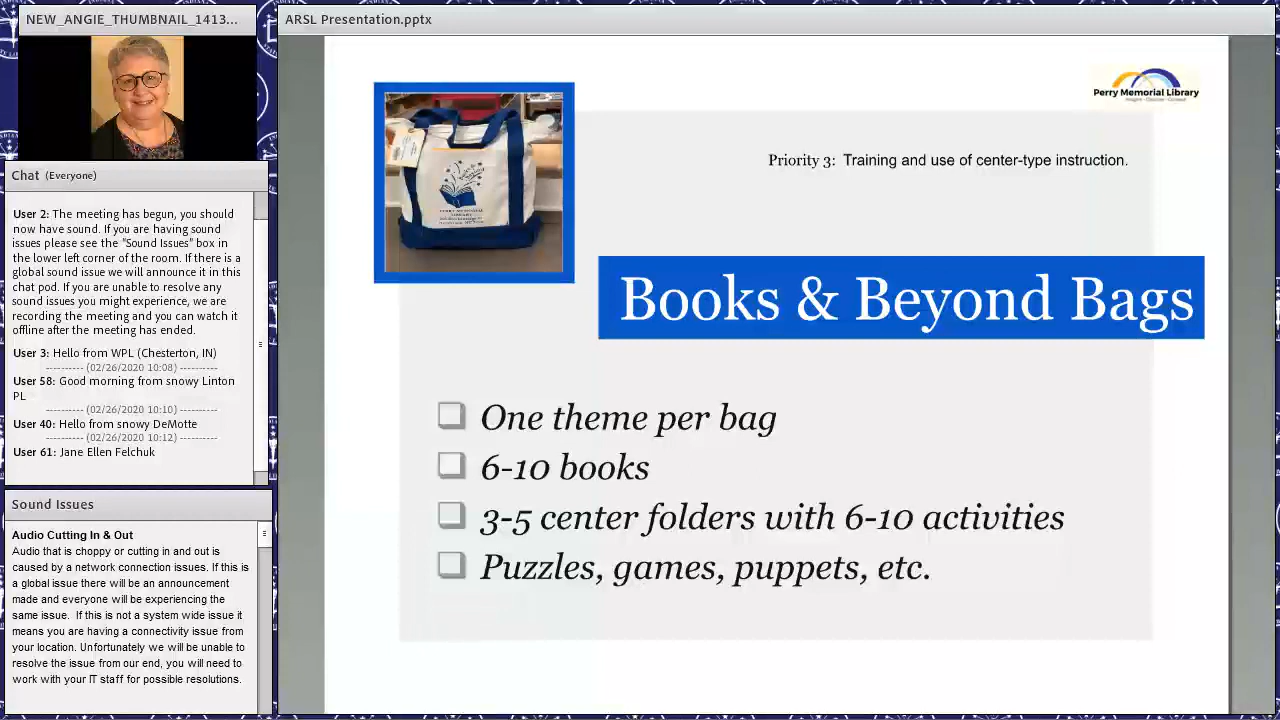 NEW_ANGIE_THUMBNAIL_1413...
Chat (Everyone)
User 2: The meeting has begun, you should
now have sound. If you are having sound
issues please see the "Sound Issues" box in
the lower left corner of the room. If there is a
global sound issue we will announce it in this
chat pod. If you are unable to resolve any
sound issues you might experience, we are
recording the meeting and you can watch it
offline after the meeting has ended.
User 3: Hello from WPL (Chesterton, IN)
---------- (02/26/2020 10:08) ----------
User 58: Good morning from snowy Linton
PL
---------- (02/26/2020 10:10) ----------
User 40: Hello from snowy DeMotte
---------- (02/26/2020 10:12) ----------
User 61: Jane Ellen Felchuk
Sound Issues
Audio Cutting In & Out
Audio that is choppy or cutting in and out is
caused by a network connection issues. If this is
a global issue there will be an announcement
made and everyone will be experiencing the
same issue.  If this is not a system wide issue it
means you are having a connectivity issue from
your location. Unfortunately we will be unable to
resolve the issue from our end, you will need to
work with your IT staff for possible resolutions.
ARSL Presentation.pptx
Perry Memorial Library
Priority 3: Training and use of center-type instruction.
Books & Beyond Bags
One theme per bag
6-10 books
3-5 center folders with 6-10 activities
Puzzles, games, puppets, etc.